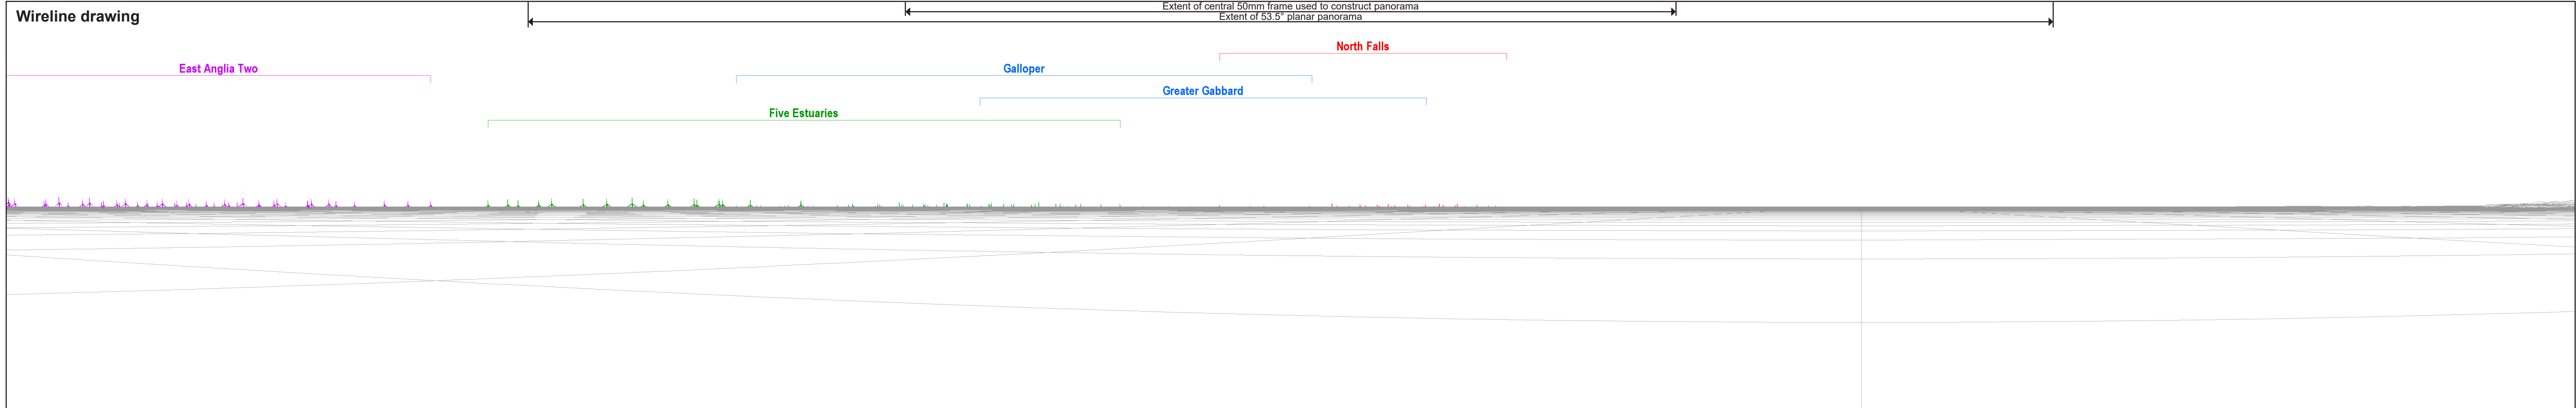 Wireline drawing
Extent of central 50mm frame used to construct panorama
Extent of 53.5° planar panorama
North Falls
East Anglia Two
Galloper
Greater Gabbard
Five Estuaries